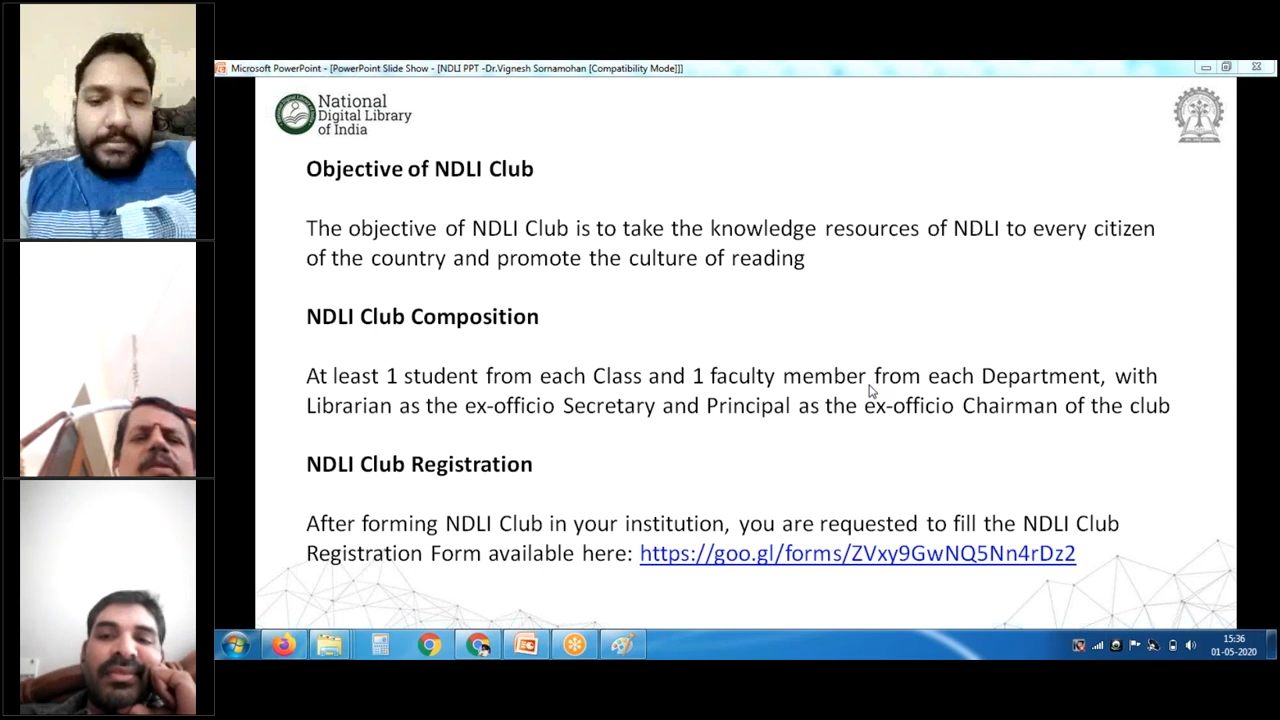 Microsoft PowerPoint - [PowerPoint Slide Show - [NDLI PPT -Dr.Vignesh Sornamohan [Compatibility Mode]]]
National
Digital Library
of India
Objective of NDLI Club
The objective of NDLI Club is to take the knowledge resources of NDLI to every citizen
of the country and promote the culture of reading
NDLI Club Composition
At least 1 student from each Class and 1 faculty member from each Department, with
Librarian as the ex-officio Secretary and Principal as the ex-officio Chairman of the club
NDLI Club Registration
After forming NDLI Club in your institution, you are requested to fill the NDLI Club
Registration Form available here: https://goo.gl/forms/ZVxy9GwNQ5Nn4rDz2
15:36
01-05-2020